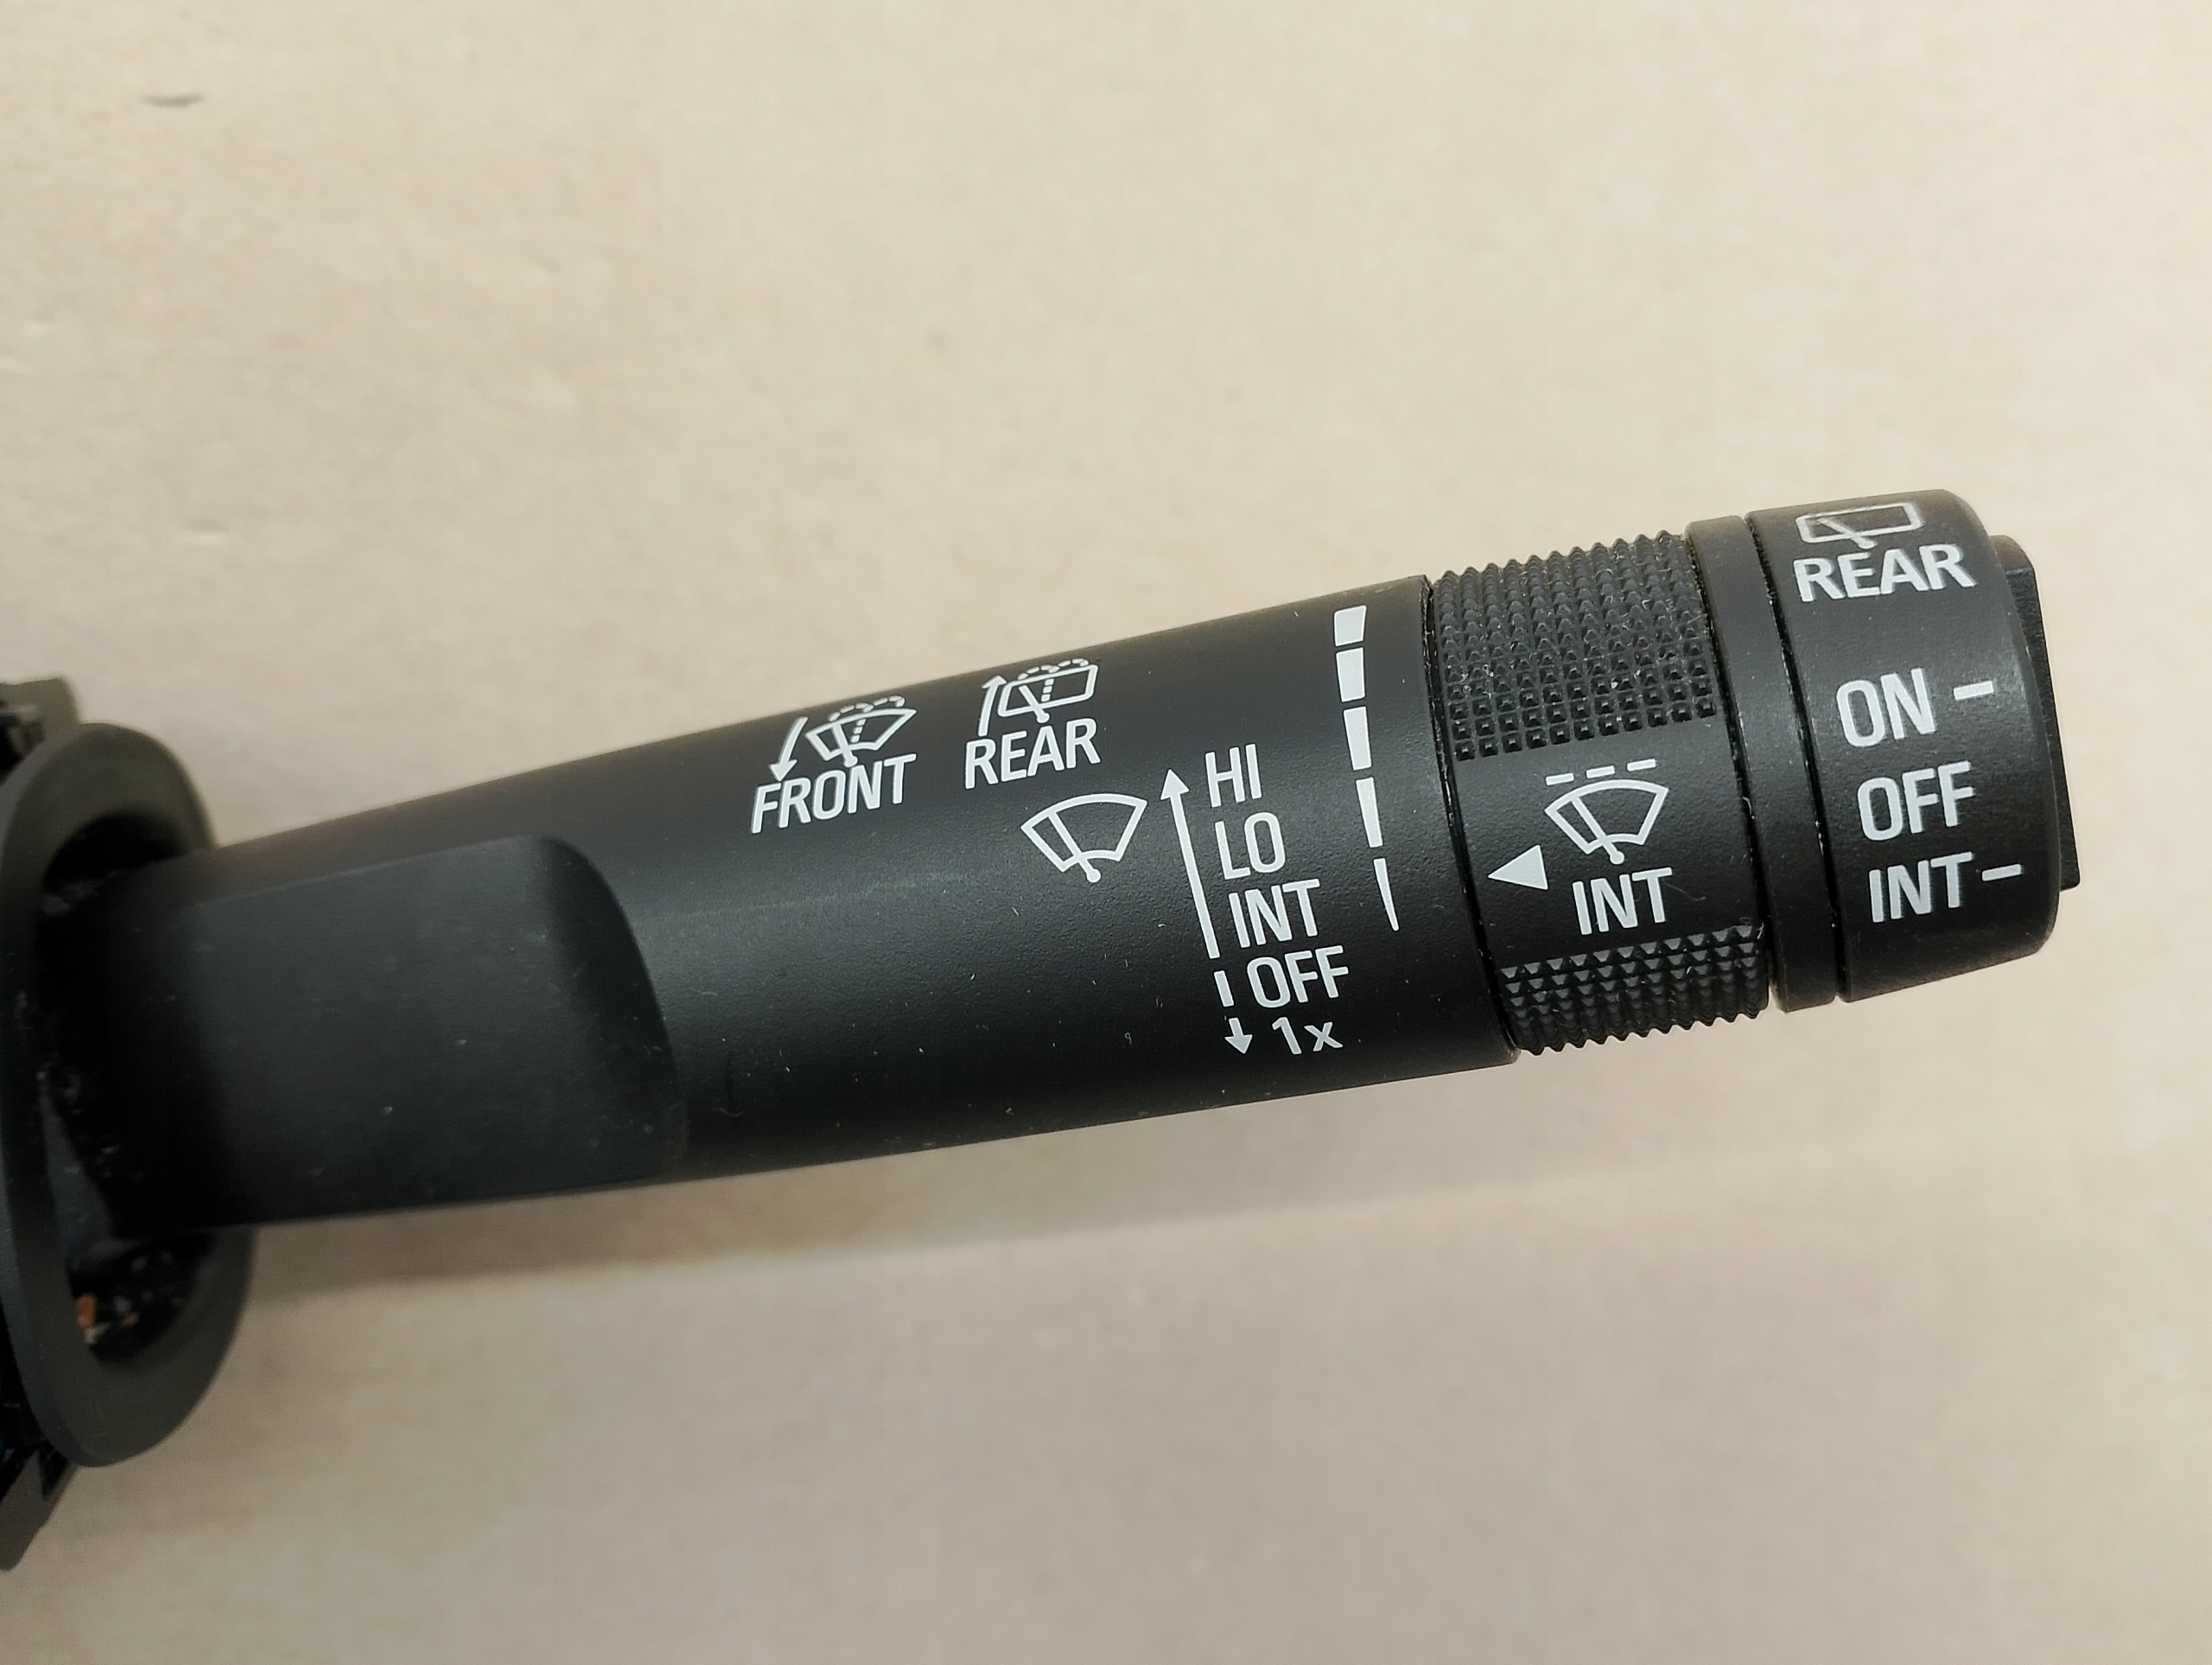 FRONT
REAR
HI
LO
INT
OFF
1x
INT
REAR
ON –
OFF
INT –